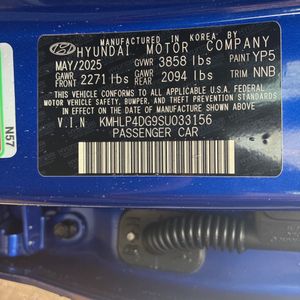 MANUFACTURED IN KOREA BY
HYUNDAI MOTOR COMPANY
MAY/2025 GVWR 3858 lbs PAINT YP5
GAWR FRONT 2271 lbs GAWR REAR 2094 lbs TRIM NNB
THIS VEHICLE CONFORMS TO ALL APPLICABLE U.S.A. FEDERAL
MOTOR VEHICLE SAFETY, BUMPER, AND THEFT PREVENTION
STANDARDS IN EFFECT ON THE DATE OF MANUFACTURE SHOWN ABOVE.
V.I.N KMHLP4DG9SU033156
PASSENGER CAR
N57